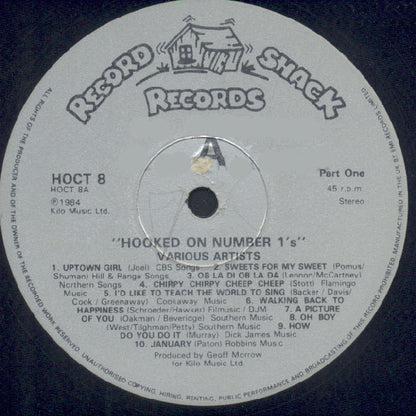 RECORD SHACK
RECORDS
A
HOCT 8
HOCT 8A
℗1984
Kilo Music Ltd.
Part One
45 r.p.m
Stereo
"HOOKED ON NUMBER 1's"
VARIOUS ARTISTS
1. UPTOWN GIRL (Joel) CBS Songs 2. SWEETS FOR MY SWEET (Pomus/
Shuman) Hill & Range Songs 3. OB LA DI OB LA DA (Lennon/McCartney)
Northern Songs 4. CHIRPY CHIRPY CHEEP CHEEP (Stott) Flamingo
Music 5. I'D LIKE TO TEACH THE WORLD TO SING (Backer / Davis/
Cook / Greenaway) Cookaway Music 6. WALKING BACK TO
HAPPINESS (Schroeder/Hawker) Filmusic / DJM 7. A PICTURE
OF YOU (Oakman / Beveridge) Southern Music 8. OH BOY
(West/Tilghman/Petty) Southern Music 9. HOW
DO YOU DO IT (Murray) Dick James Music
10. JANUARY (Paton) Robbins Music
Produced by Geoff Morrow
for Kilo Music Ltd.
ALL RIGHTS OF THE PRODUCER AND OF THE OWNER OF THE RECORDED WORK RESERVED. UNAUTHORISED COPYING, HIRING, RENTING, PUBLIC PERFORMANCE AND BROADCASTING OF THIS RECORD PROHIBITED. MANUFACTURED IN THE U.K. BY EMI RECORDS LIMITED